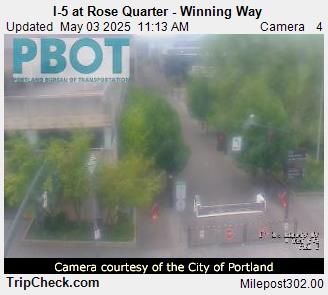 I-5 at Rose Quarter - Winning Way
Updated May 03 2025 11:13 AM Camera 4
PBOT
PORTLAND BUREAU OF TRANSPORTATION
Camera courtesy of the City of Portland
TripCheck.com Milepost302.00